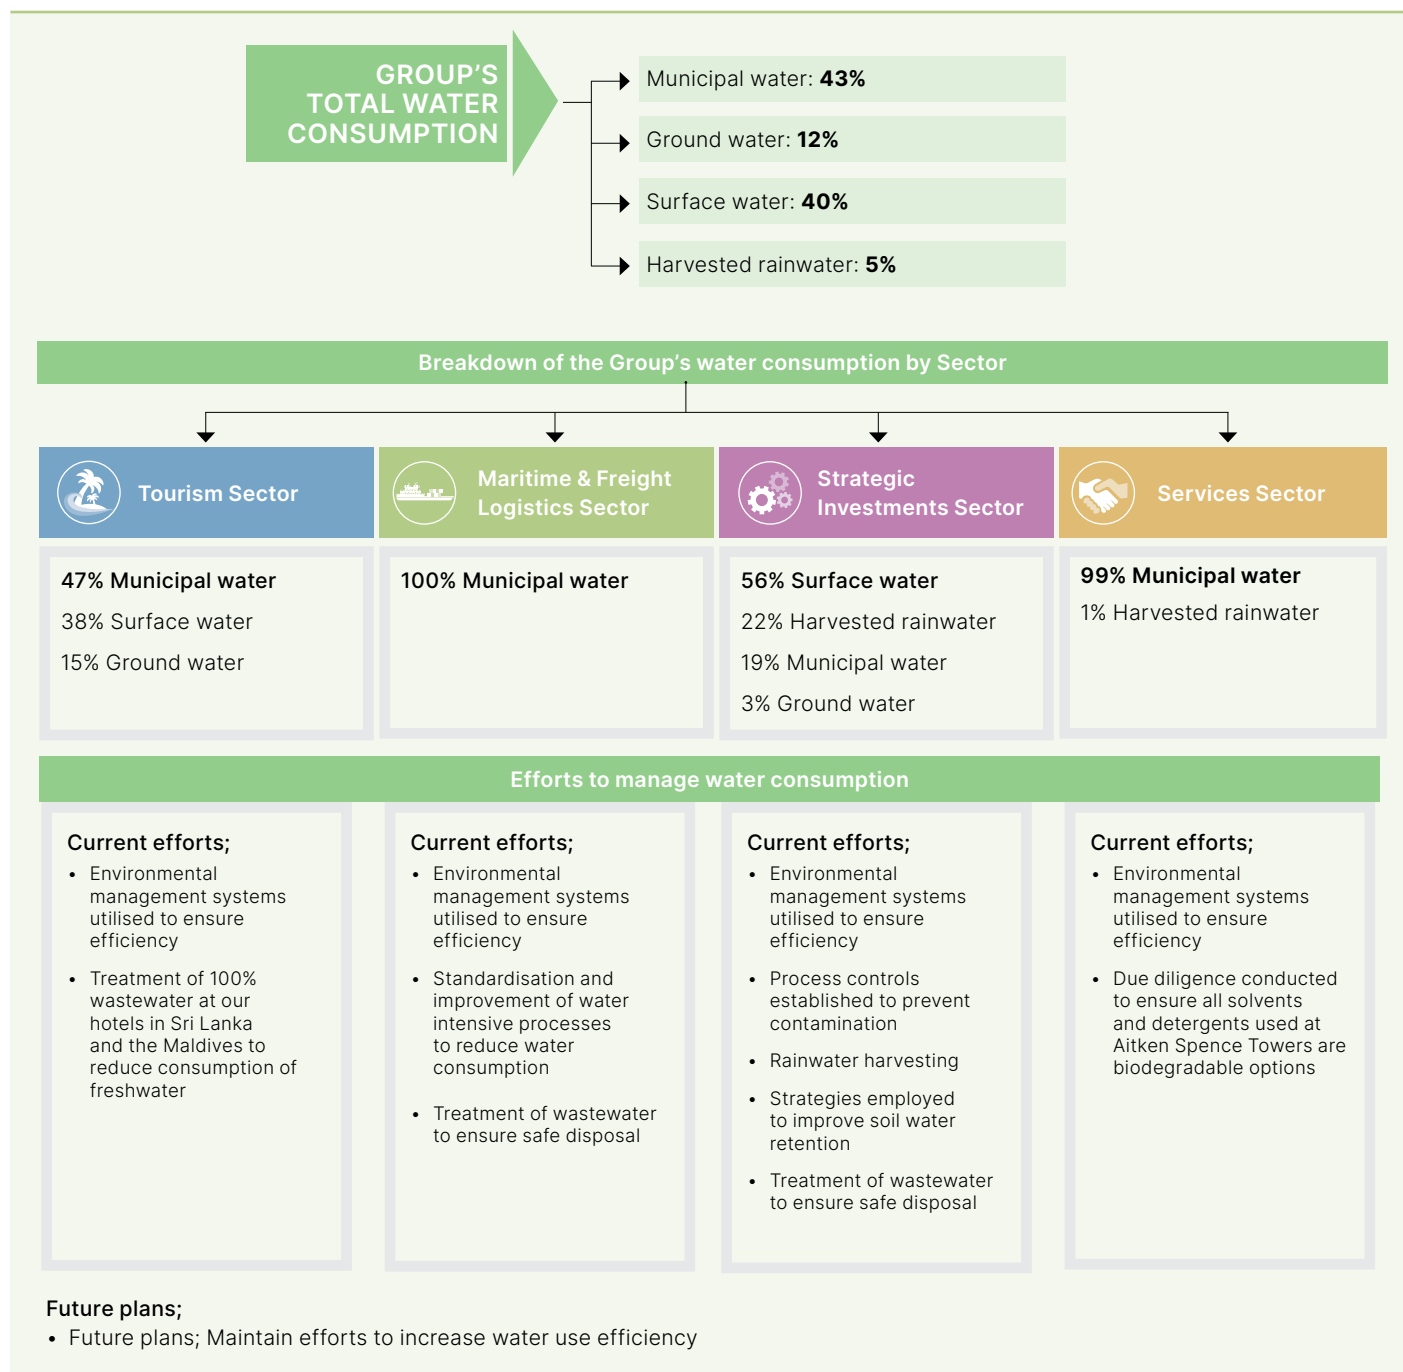 GROUP'S
TOTAL WATER
CONSUMPTION
Municipal water: 43%
Ground water: 12%
Surface water: 40%
Harvested rainwater: 5%
Breakdown of the Group's water consumption by Sector
Tourism Sector
Maritime & Freight
Logistics Sector
Strategic
Investments Sector
Services Sector
47% Municipal water
38% Surface water
15% Ground water
100% Municipal water
56% Surface water
22% Harvested rainwater
19% Municipal water
3% Ground water
99% Municipal water
1% Harvested rainwater
Efforts to manage water consumption
Current efforts;
• Environmental
management systems
utilised to ensure
efficiency
• Treatment of 100%
wastewater at our
hotels in Sri Lanka
and the Maldives to
reduce consumption of
freshwater
Current efforts;
• Environmental
management systems
utilised to ensure
efficiency
• Standardisation and
improvement of water
intensive processes
to reduce water
consumption
• Treatment of wastewater
to ensure safe disposal
Current efforts;
• Environmental
management systems
utilised to ensure
efficiency
• Process controls
established to prevent
contamination
• Rainwater harvesting
• Strategies employed
to improve soil water
retention
• Treatment of wastewater
to ensure safe disposal
Current efforts;
• Environmental
management systems
utilised to ensure
efficiency
• Due diligence conducted
to ensure all solvents
and detergents used at
Aitken Spence Towers are
biodegradable options
Future plans;
• Future plans; Maintain efforts to increase water use efficiency